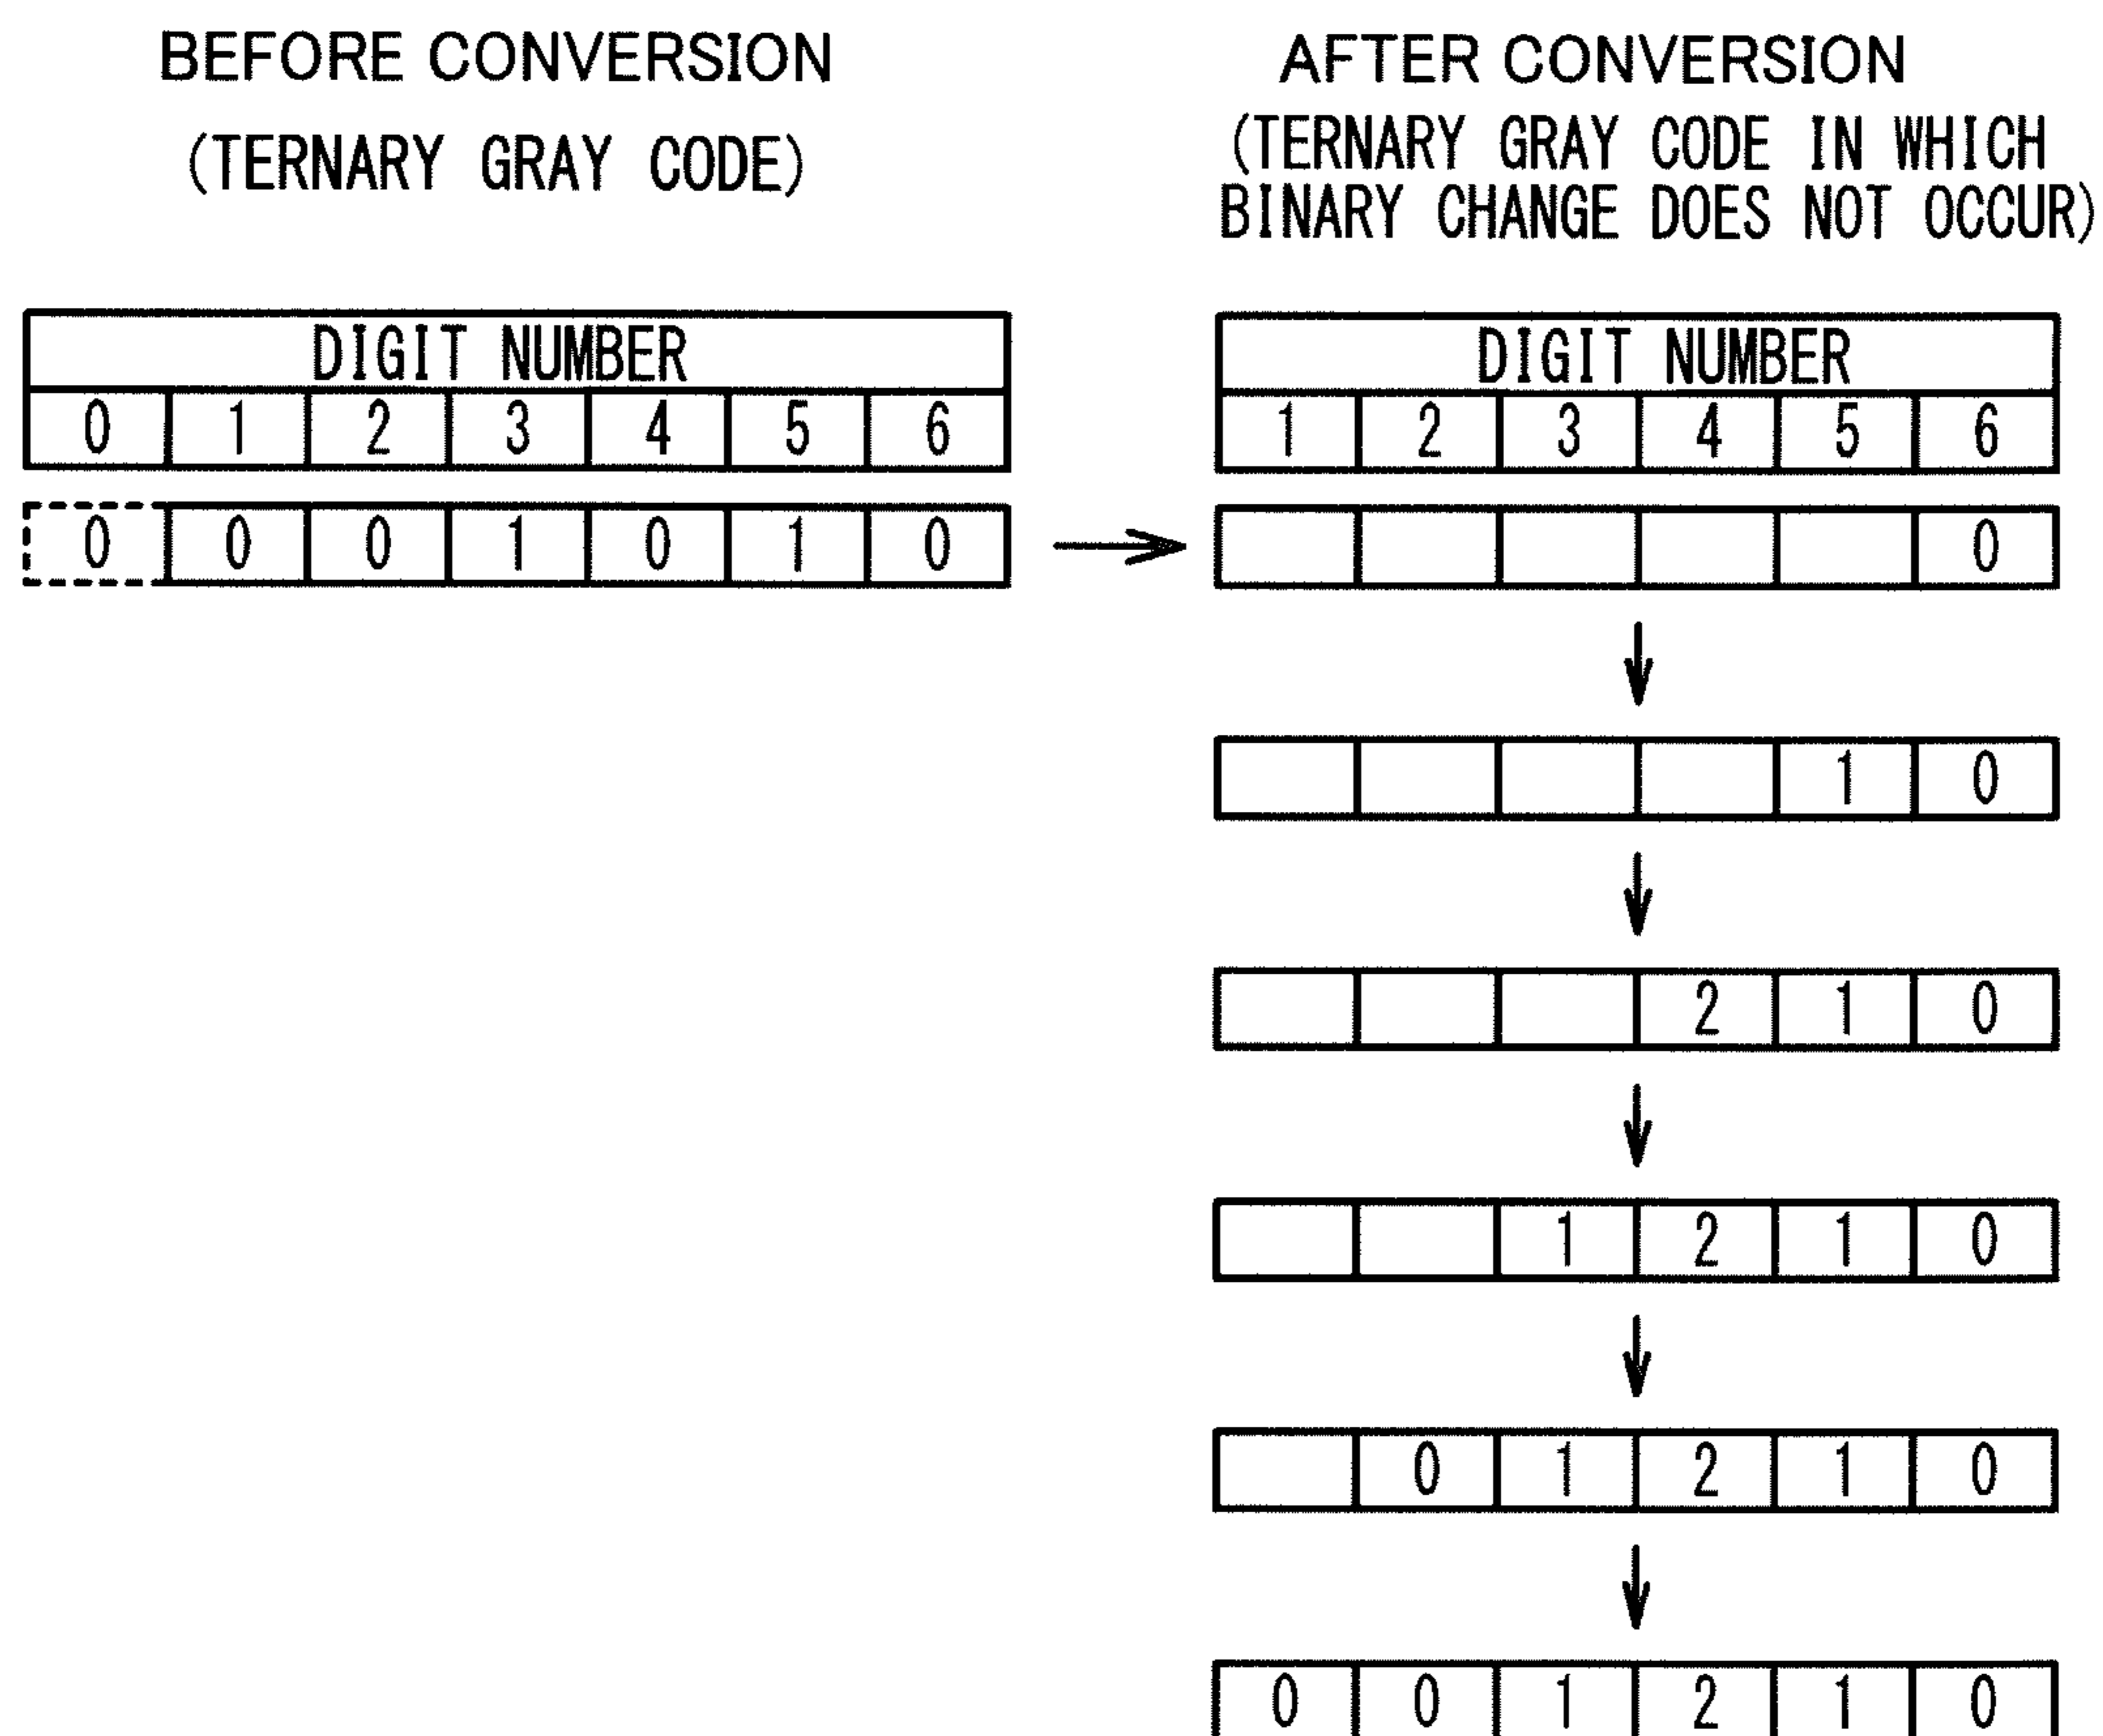 BEFORE CONVERSION
(TERNARY GRAY CODE)
DIGIT NUMBER
0 1 2 3 4 5 6
0 0 0 1 0 1 0
AFTER CONVERSION
(TERNARY GRAY CODE IN WHICH
BINARY CHANGE DOES NOT OCCUR)
DIGIT NUMBER
1 2 3 4 5 6
0
1 0
2 1 0
1 2 1 0
0 1 2 1 0
0 0 1 2 1 0